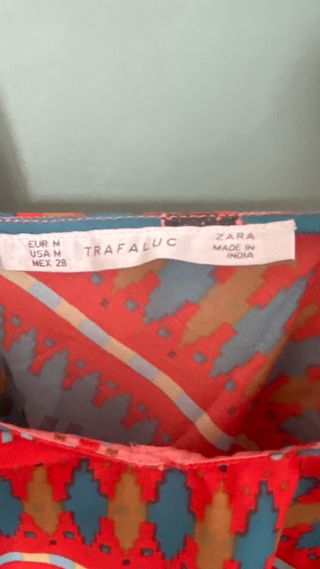 EUR M
USA M
MEX 28
TRAFALUC
ZARA
MADE IN
INDIA